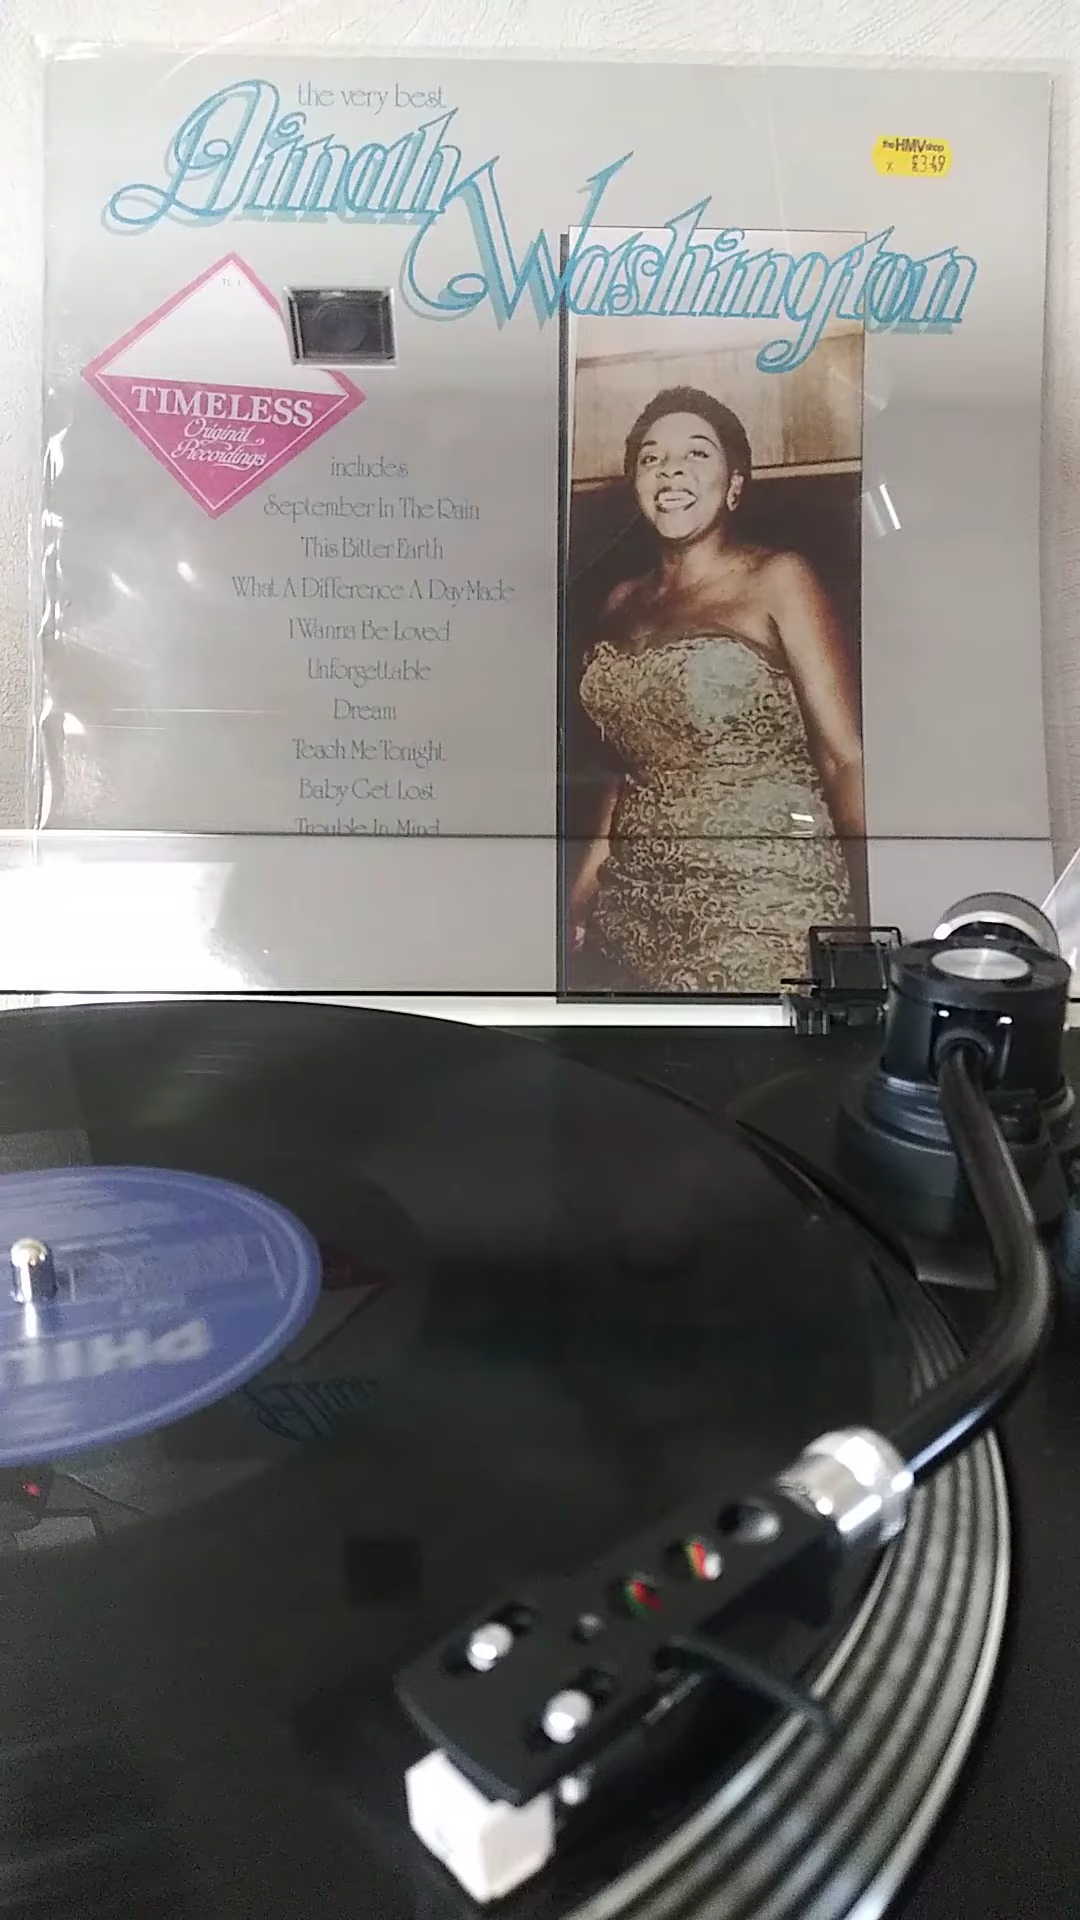 the very best
Dinah
Washington
the HMV shop
x £3.49
TIMELESS
Original
Recordings
includes
September In The Rain
This Bitter Earth
What A Difference A Day Made
I Wanna Be Loved
Unforgettable
Dream
Teach Me Tonight
Baby Get Lost
Trouble In Mind